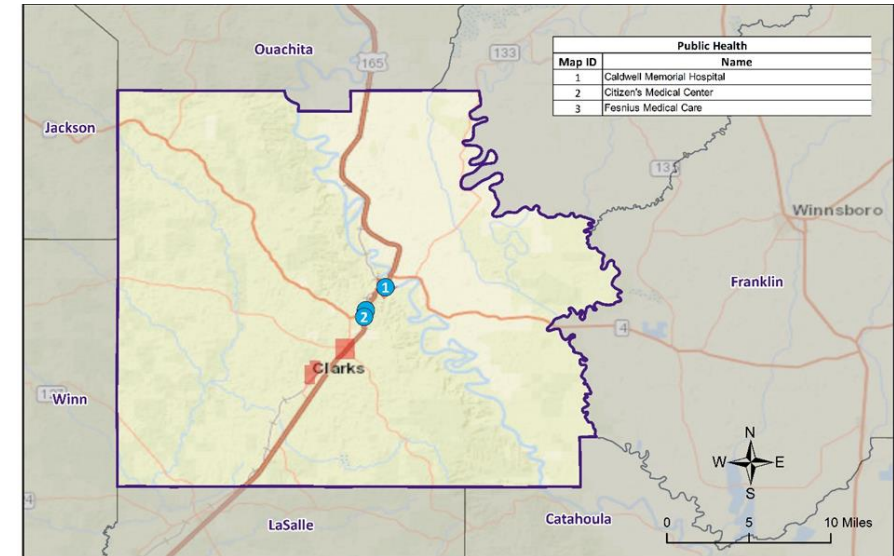 Ouachita
165
133
Public Health
Map ID Name
1 Caldwell Memorial Hospital
2 Citizen's Medical Center
3 Fesnius Medical Care
Jackson
Winnsboro
Franklin
1
2
4
Clarks
Winn
4
LaSalle
Catahoula
N
W E
S
0 5 10 Miles